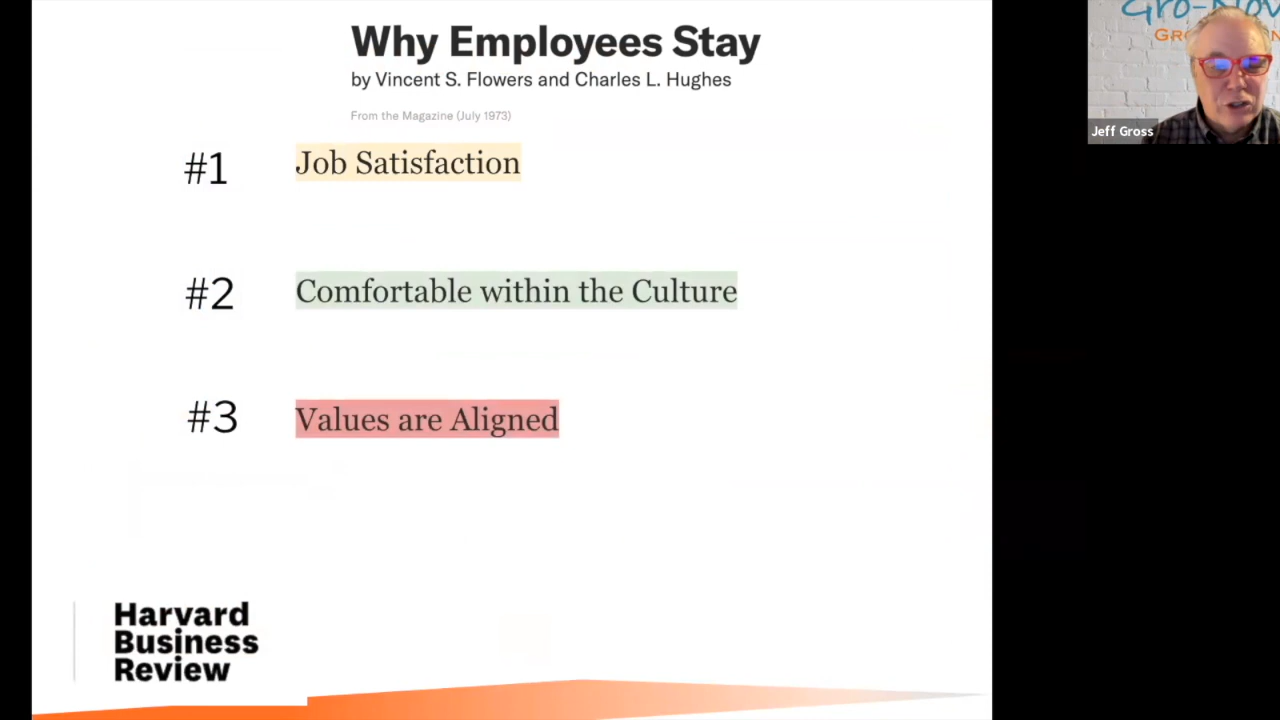 Why Employees Stay
by Vincent S. Flowers and Charles L. Hughes
From the Magazine (July 1973)
#1 Job Satisfaction
#2 Comfortable within the Culture
#3 Values are Aligned
Harvard
Business
Review
Jeff Gross